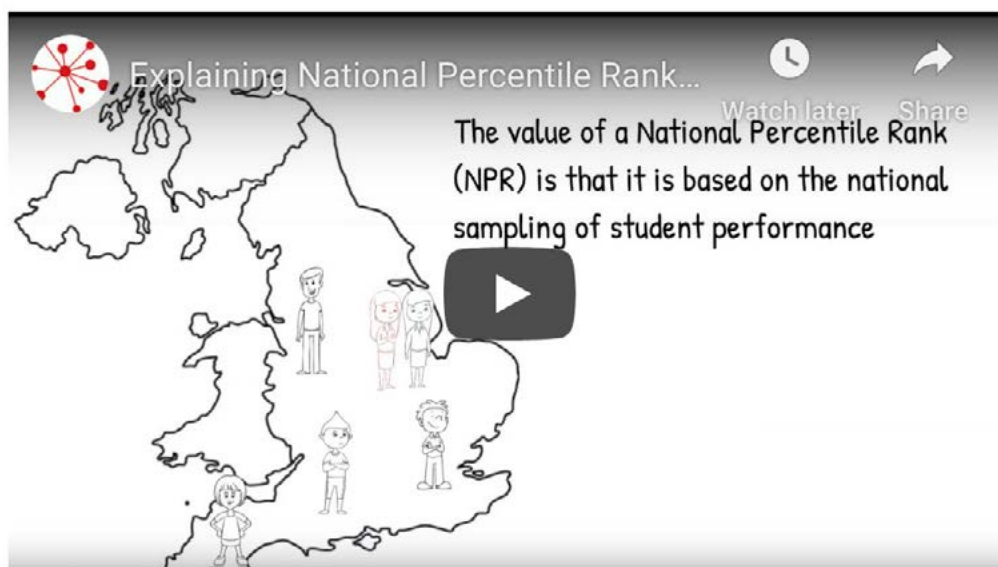 Explaining National Percentile Rank...
Watch later
Share
The value of a National Percentile Rank
(NPR) is that it is based on the national
sampling of student performance